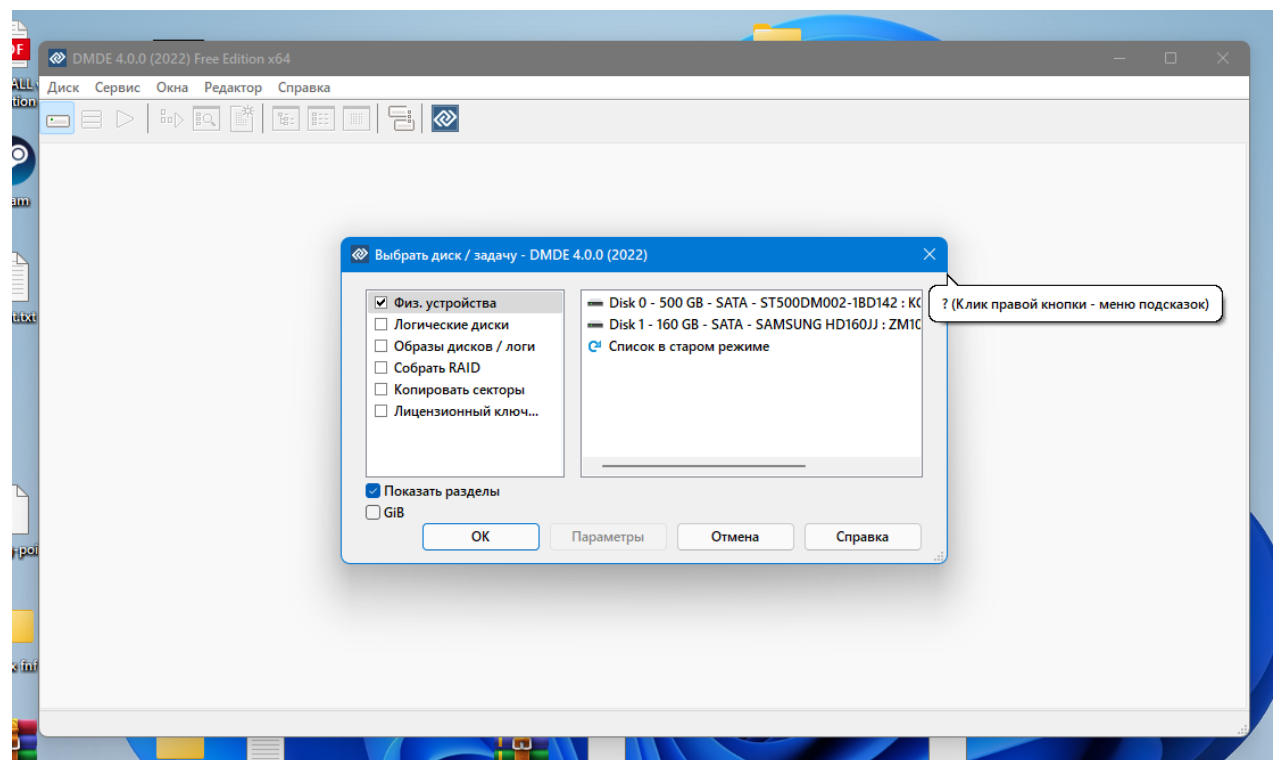 DMDE 4.0.0 (2022) Free Edition x64
Диск Сервис Окна Редактор Справка
Выбрать диск / задачу - DMDE 4.0.0 (2022)
Физ. устройства
Логические диски
Образы дисков / логи
Собрать RAID
Копировать секторы
Лицензионный ключ...
Disk 0 - 500 GB - SATA - ST500DM002-1BD142 : K
Disk 1 - 160 GB - SATA - SAMSUNG HD160JJ : ZM10
Список в старом режиме
? (Клик правой кнопки - меню подсказок)
Показать разделы
GiB
ОК Параметры Отмена Справка